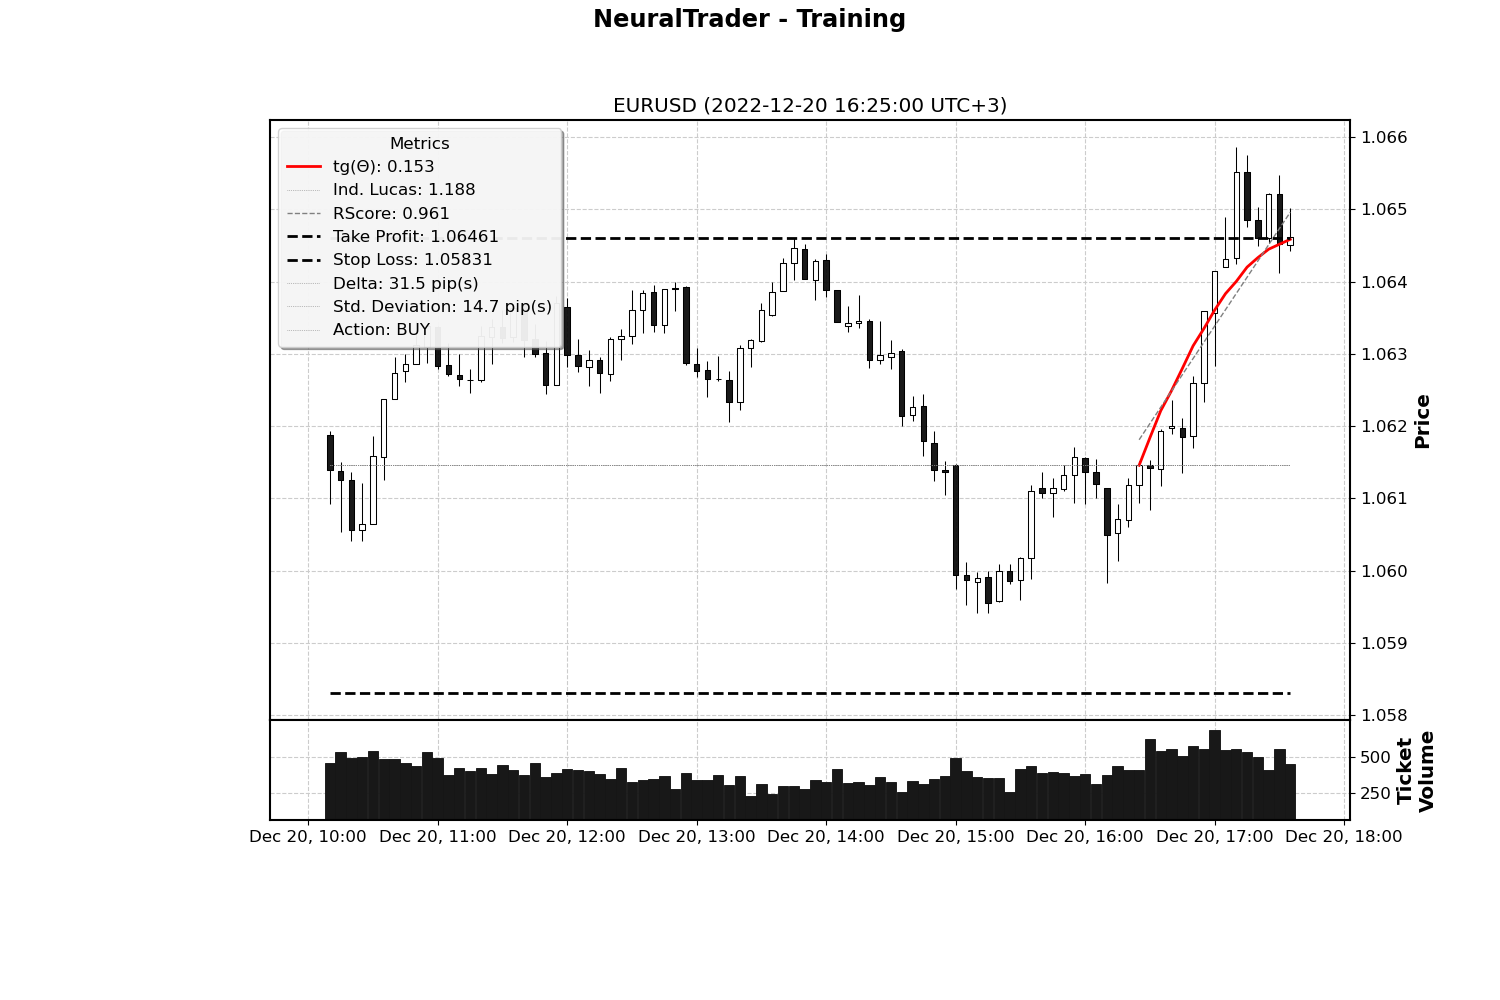 NeuralTrader - Training
EURUSD (2022-12-20 16:25:00 UTC+3)
Metrics
tg(Θ): 0.153
Ind. Lucas: 1.188
RScore: 0.961
Take Profit: 1.06461
Stop Loss: 1.05831
Delta: 31.5 pip(s)
Std. Deviation: 14.7 pip(s)
Action: BUY
1.066
1.065
1.064
1.063
1.062
1.061
1.060
1.059
1.058
Price
500
250
Ticket
Volume
Dec 20, 10:00 Dec 20, 11:00 Dec 20, 12:00 Dec 20, 13:00 Dec 20, 14:00 Dec 20, 15:00 Dec 20, 16:00 Dec 20, 17:00 Dec 20, 18:00